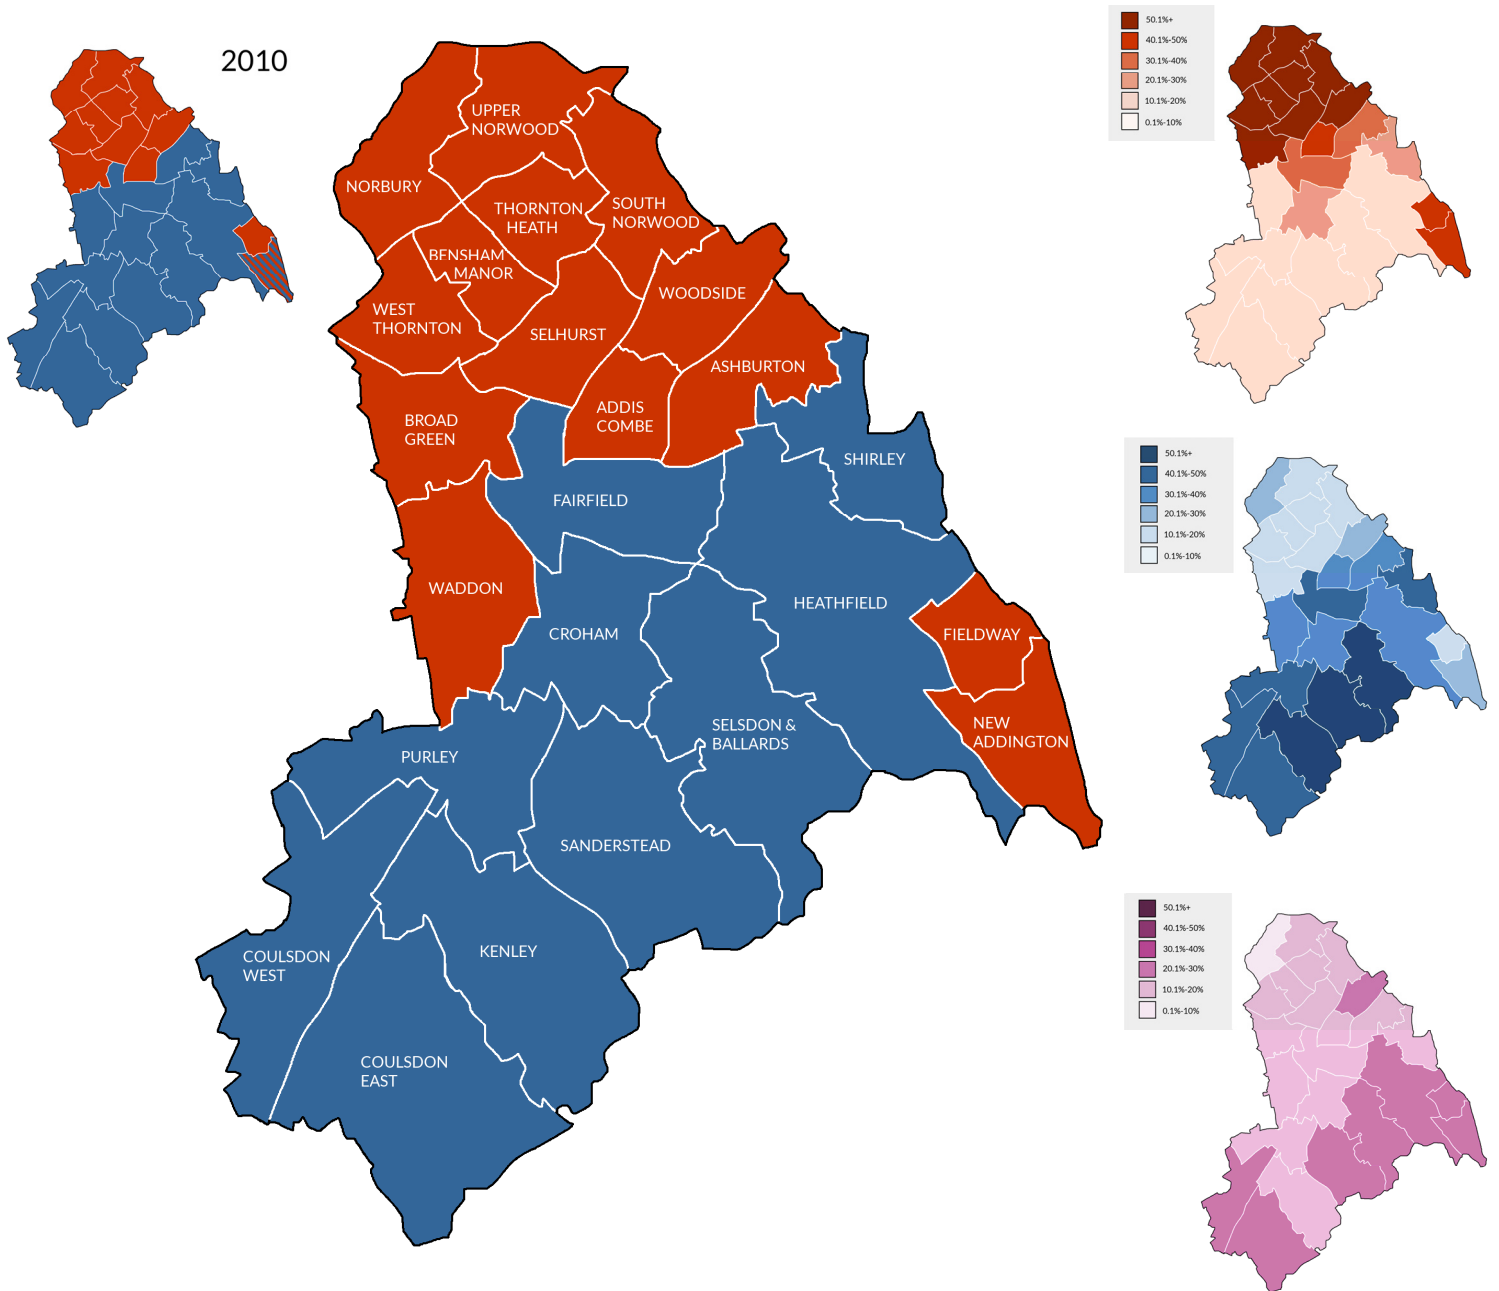 2010
UPPER
NORWOOD
NORBURY
THORNTON
HEATH
SOUTH
NORWOOD
BENSHAM
MANOR
WEST
THORNTON
WOODSIDE
SELHURST
ASHBURTON
BROAD
GREEN
ADDIS
COMBE
SHIRLEY
FAIRFIELD
WADDON
HEATHFIELD
CROHAM
FIELDWAY
NEW
ADDINGTON
SELSDON &
BALLARDS
PURLEY
SANDERSTEAD
COULSDON
WEST
KENLEY
COULSDON
EAST
50.1%+
40.1%-50%
30.1%-40%
20.1%-30%
10.1%-20%
0.1%-10%
50.1%+
40.1%-50%
30.1%-40%
20.1%-30%
10.1%-20%
0.1%-10%
50.1%+
40.1%-50%
30.1%-40%
20.1%-30%
10.1%-20%
0.1%-10%